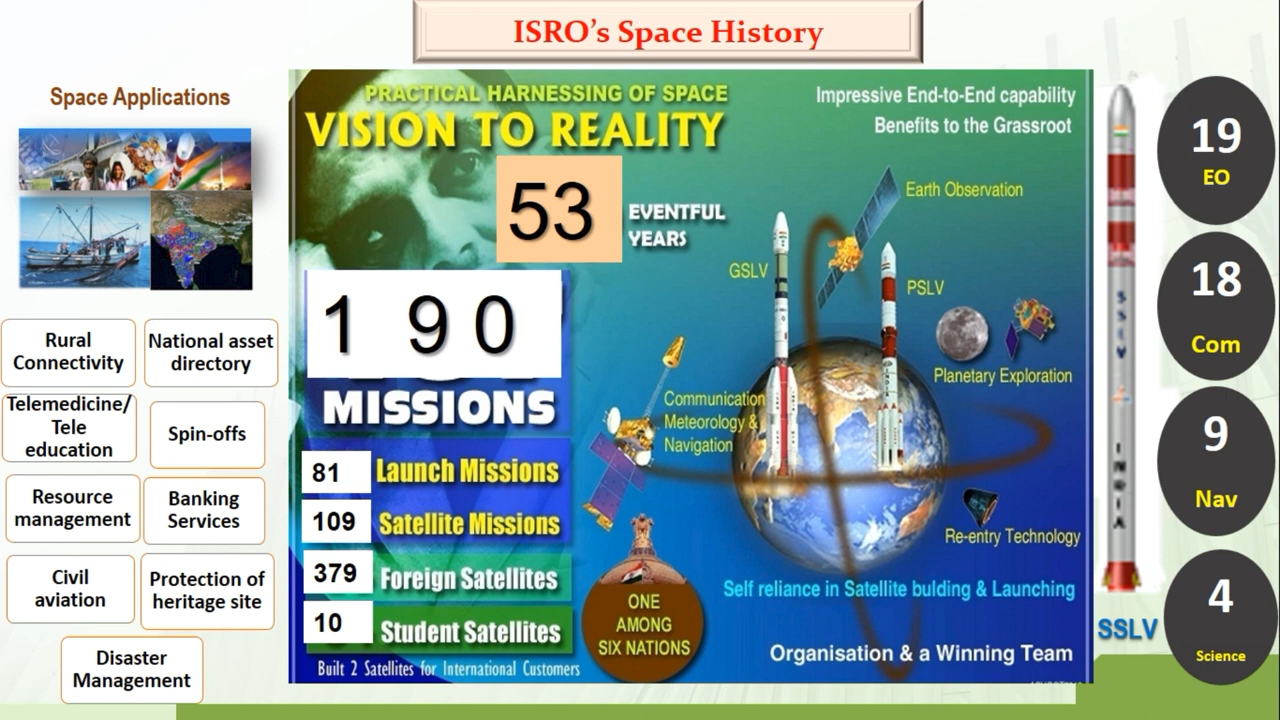 ISRO's Space History
Space Applications
Rural
Connectivity
National asset
directory
Telemedicine/
Tele
education
Spin-offs
Resource
management
Banking
Services
Civil
aviation
Protection of
heritage site
Disaster
Management
PRACTICAL HARNESSING OF SPACE
VISION TO REALITY
53
EVENTFUL
YEARS
1 9 0
MISSIONS
81 Launch Missions
109 Satellite Missions
379 Foreign Satellites
10 Student Satellites
Built 2 Satellites for International Customers
Impressive End-to-End capability
Benefits to the Grassroot
Earth Observation
GSLV
PSLV
Planetary Exploration
Communication
Meteorology &
Navigation
Re-entry Technology
Self reliance in Satellite bulding & Launching
ONE
AMONG
SIX NATIONS
Organisation & a Winning Team
SSLV
INDIA
SSLV
19
EO
18
Com
9
Nav
4
Science